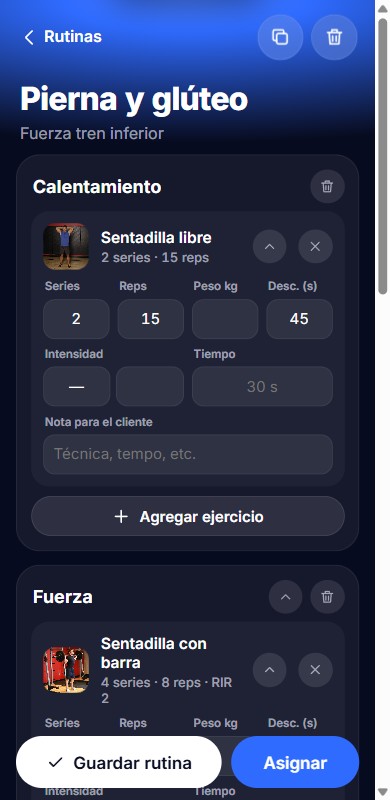 Rutinas
Pierna y glúteo
Fuerza tren inferior
Calentamiento
Sentadilla libre
2 series · 15 reps
Series Reps Peso kg Desc. (s)
2 15 45
Intensidad Tiempo
— 30 s
Nota para el cliente
Técnica, tempo, etc.
+ Agregar ejercicio
Fuerza
Sentadilla con
barra
4 series · 8 reps · RIR
2
Series Reps Peso kg Desc. (s)
Guardar rutina Asignar
Intensidad Tiempo